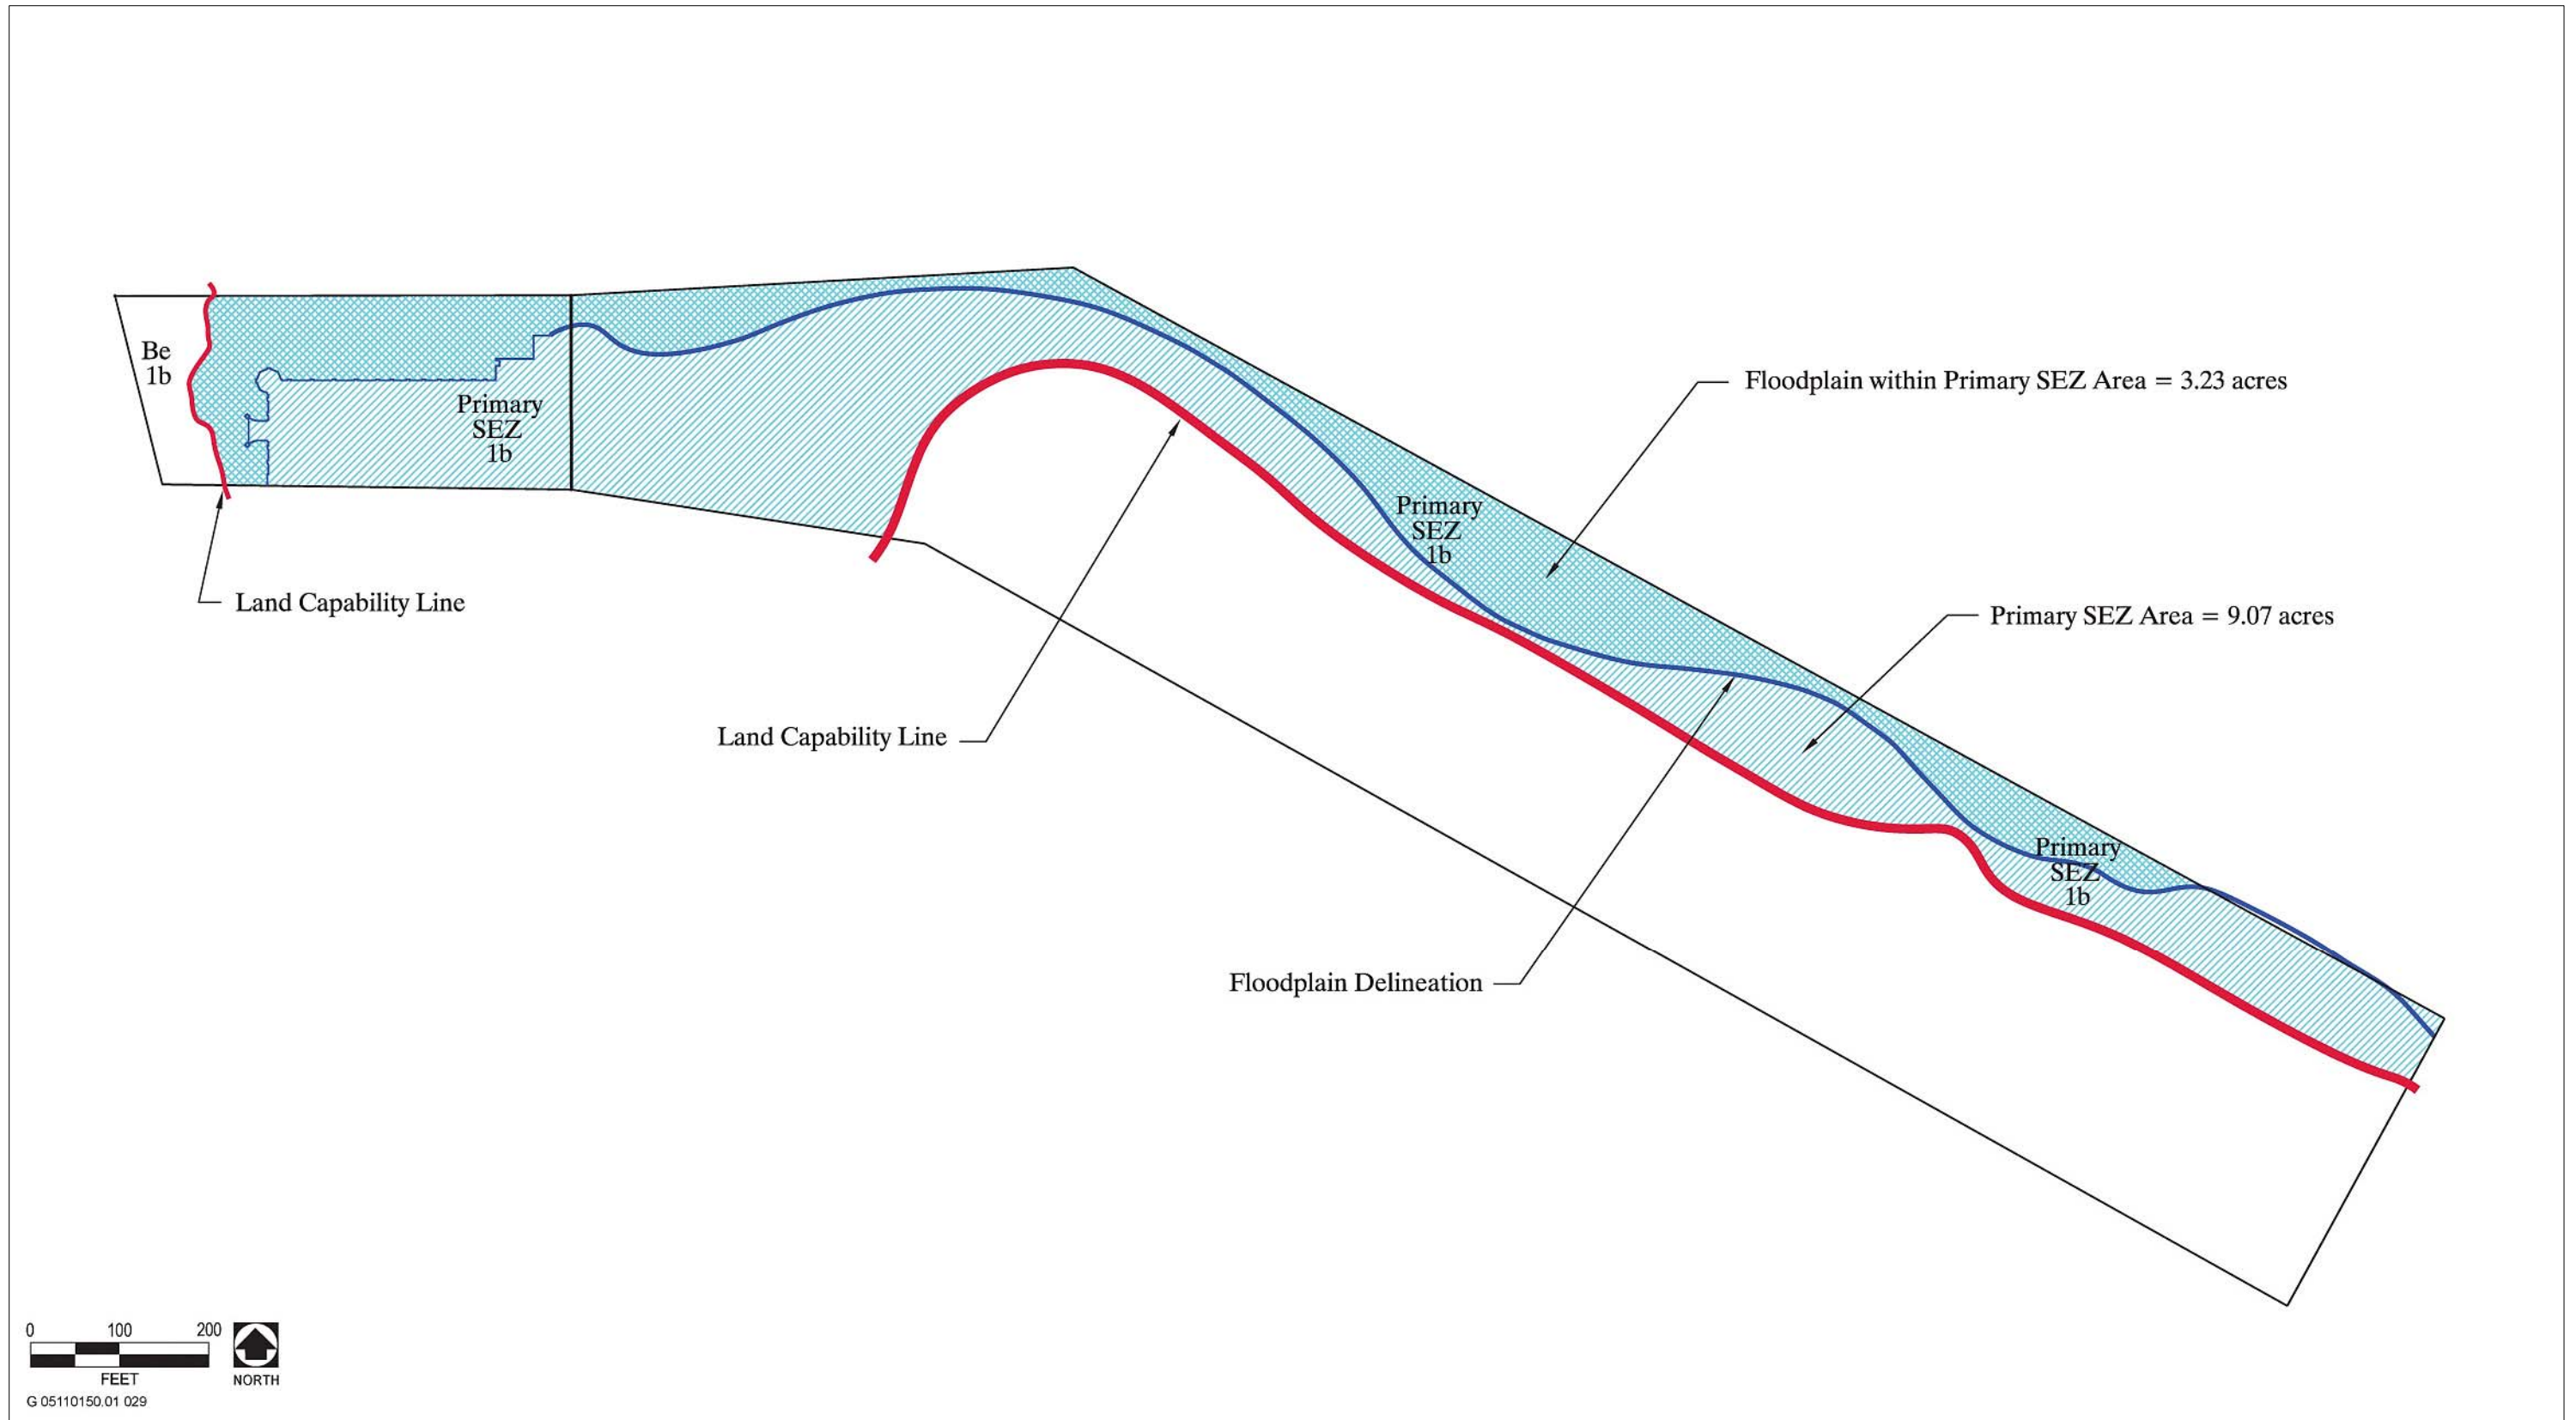 Be
1b
Primary
SEZ
1b
Floodplain within Primary SEZ Area = 3.23 acres
Primary
SEZ
1b
Land Capability Line
Primary SEZ Area = 9.07 acres
Land Capability Line
Primary
SEZ
1b
Floodplain Delineation
0 100 200
FEET
NORTH
G 05110150.01 029